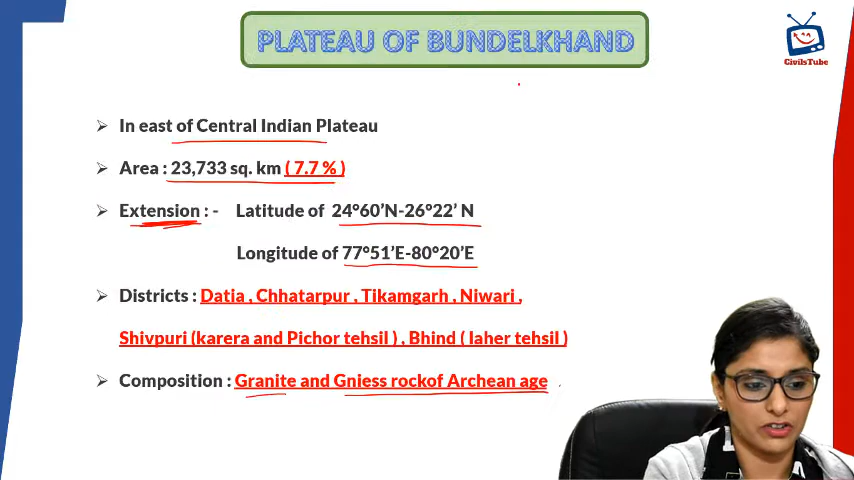 PLATEAU OF BUNDELKHAND
CivilsTube
In east of Central Indian Plateau
Area : 23,733 sq. km ( 7.7 % )
Extension : - Latitude of 24°60’N-26°22’ N
Longitude of 77°51’E-80°20’E
Districts : Datia , Chhatarpur , Tikamgarh , Niwari ,
Shivpuri (karera and Pichor tehsil ) , Bhind ( laher tehsil )
Composition : Granite and Gniess rockof Archean age